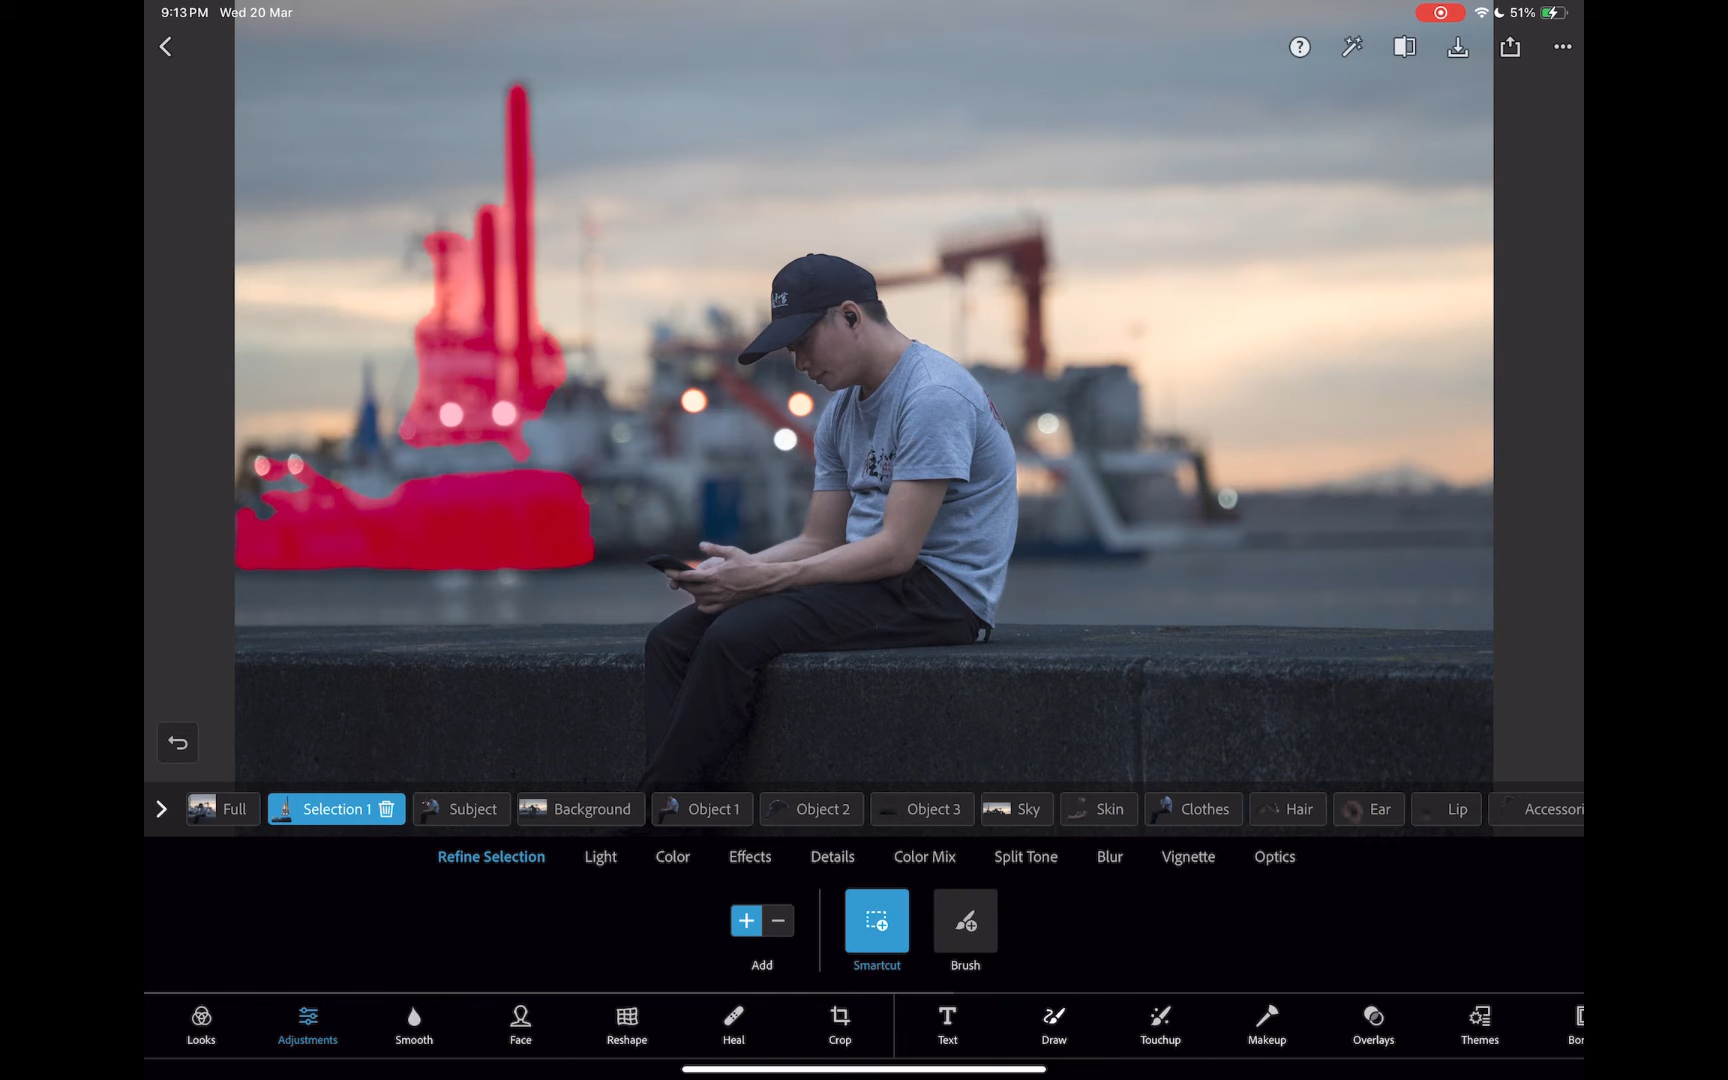 9:13 PM Wed 20 Mar
51%
Full
Selection 1
Subject
Background
Object 1
Object 2
Object 3
Sky
Skin
Clothes
Hair
Ear
Lip
Accessori
Refine Selection
Light
Color
Effects
Details
Color Mix
Split Tone
Blur
Vignette
Optics
Add
Smartcut
Brush
Looks
Adjustments
Smooth
Face
Reshape
Heal
Crop
Text
Draw
Touchup
Makeup
Overlays
Themes
Bor